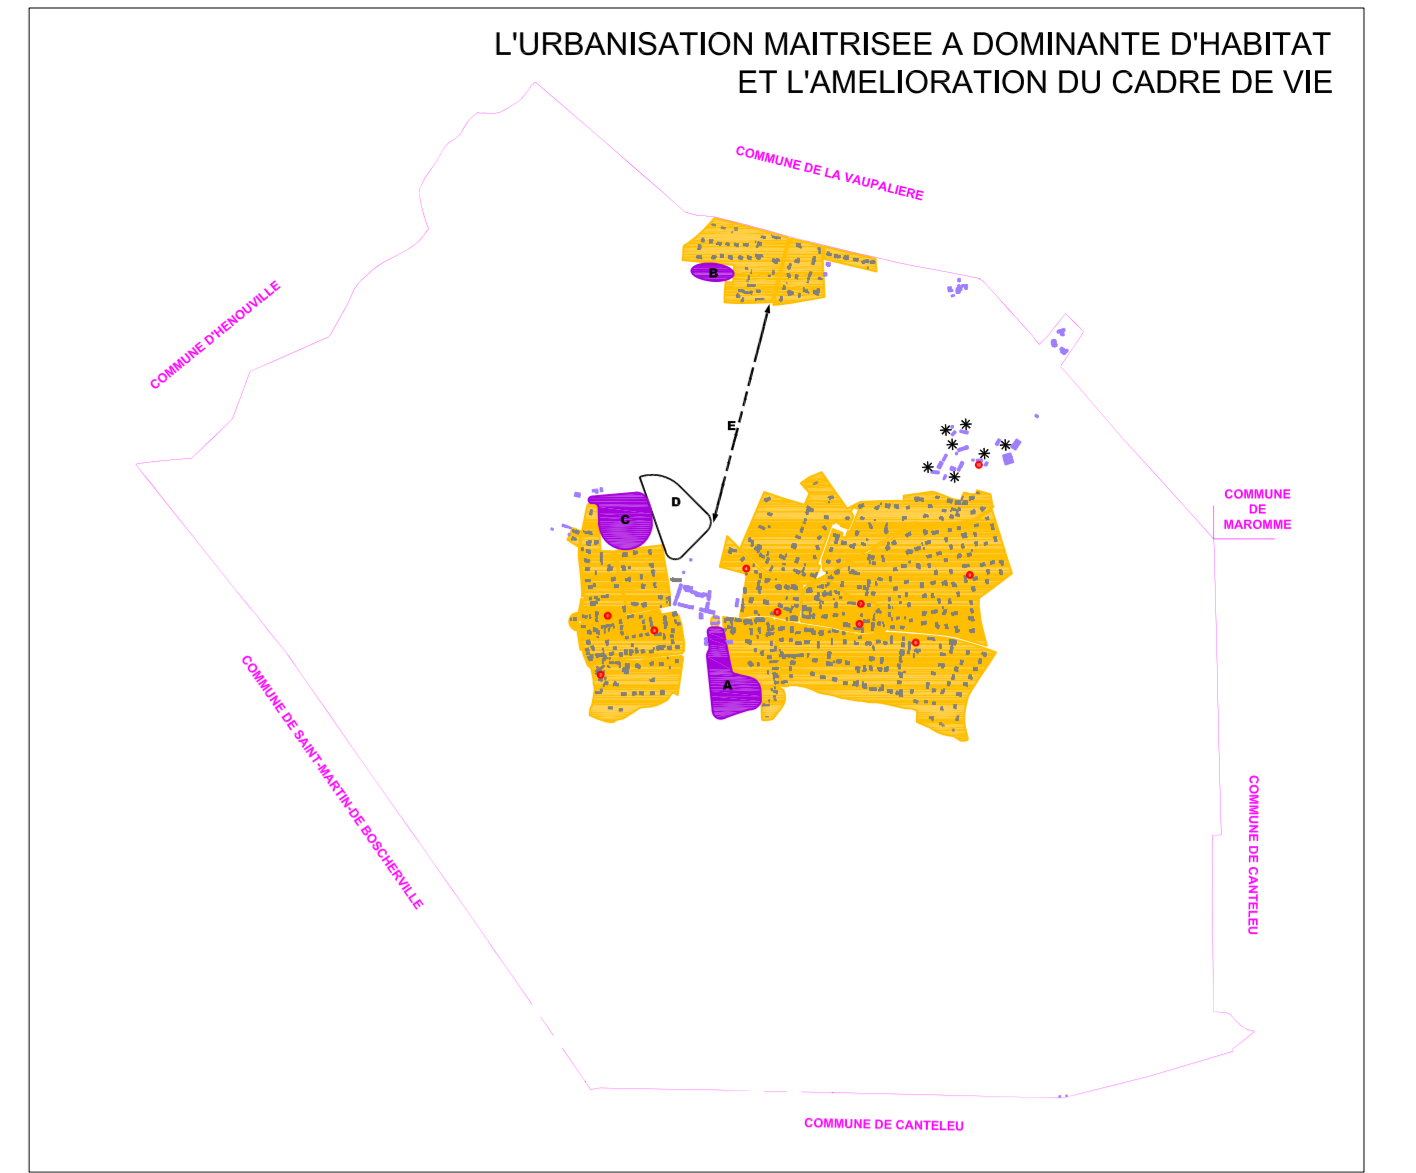 L'URBANISATION MAITRISEE A DOMINANTE D'HABITAT
ET L'AMELIORATION DU CADRE DE VIE
COMMUNE DE LA VAUPALIERE
B
COMMUNE D'HENOUVILLE
E
D
C
COMMUNE
DE
MAROMME
A
COMMUNE DE SAINT-MARTIN-DE BOSCHERVILLE
COMMUNE DE CANTELEU
COMMUNE DE CANTELEU